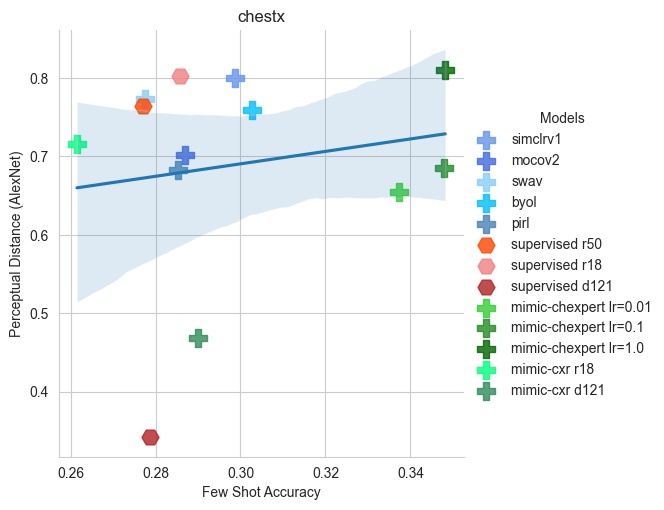 chestx
Perceptual Distance (AlexNet)
0.8
0.7
0.6
0.5
0.4
0.26
0.28
0.30
0.32
0.34
Few Shot Accuracy
Models
simclrv1
mocov2
swav
byol
pirl
supervised r50
supervised r18
supervised d121
mimic-chexpert lr=0.01
mimic-chexpert lr=0.1
mimic-chexpert lr=1.0
mimic-cxr r18
mimic-cxr d121